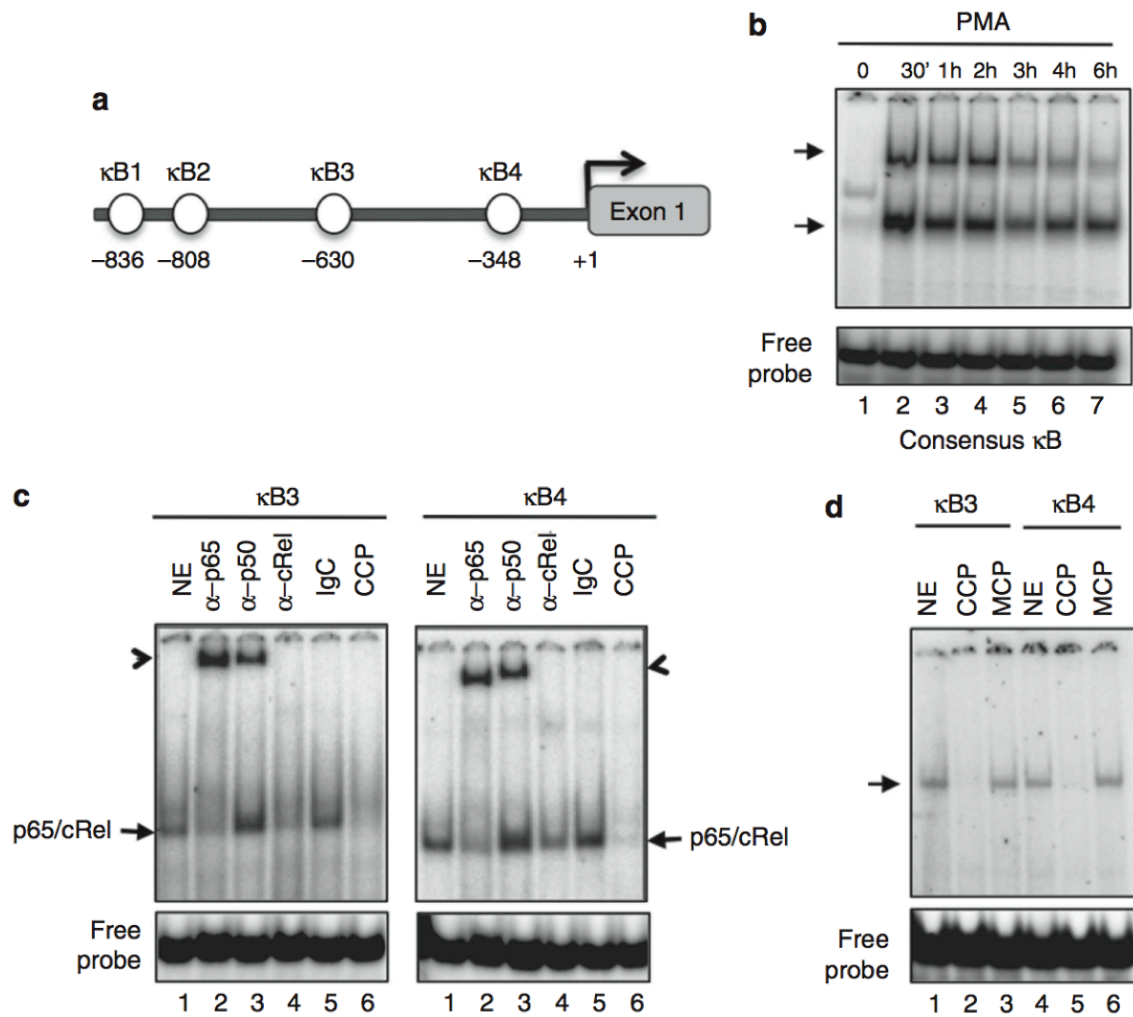 a
κB1 κB2 κB3 κB4
Exon 1
–836 –808 –630 –348 +1
b
PMA
0 30' 1h 2h 3h 4h 6h
Free
probe
1 2 3 4 5 6 7
Consensus κB
c
κB3
NE α–p65 α–p50 α–cRel IgC CCP
p65/cRel
Free
probe
1 2 3 4 5 6
κB4
NE α–p65 α–p50 α–cRel IgC CCP
p65/cRel
1 2 3 4 5 6
d
κB3 κB4
NE CCP MCP NE CCP MCP
Free
probe
1 2 3 4 5 6